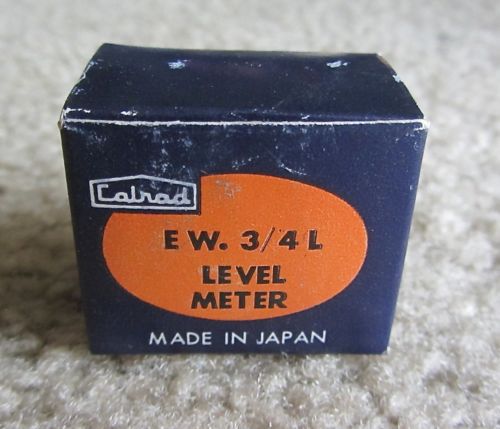 Calrad
E W. 3/4 L
LEVEL
METER
MADE IN JAPAN